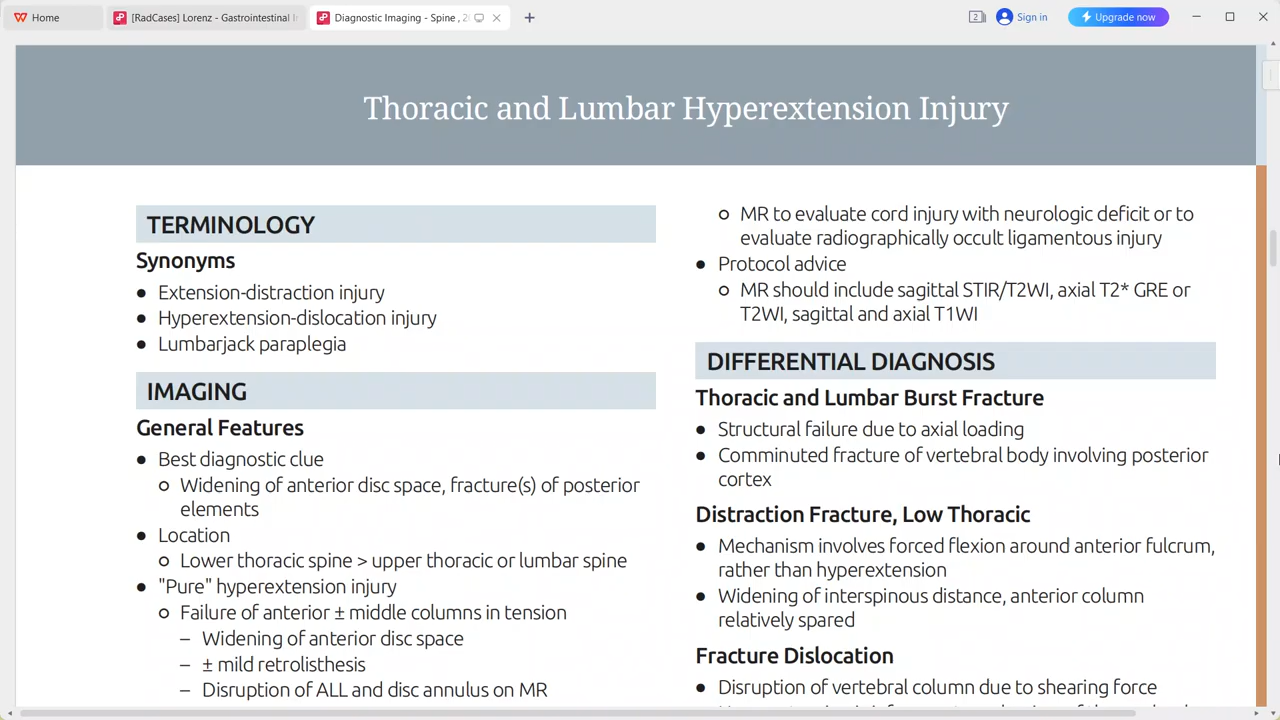 Home
[RadCases] Lorenz - Gastrointestinal
Diagnostic Imaging - Spine ,
2
Sign in
Upgrade now
Thoracic and Lumbar Hyperextension Injury
TERMINOLOGY
Synonyms
● Extension-distraction injury
● Hyperextension-dislocation injury
● Lumbarjack paraplegia
IMAGING
General Features
● Best diagnostic clue
○ Widening of anterior disc space, fracture(s) of posterior
elements
● Location
○ Lower thoracic spine > upper thoracic or lumbar spine
● "Pure" hyperextension injury
○ Failure of anterior ± middle columns in tension
– Widening of anterior disc space
– ± mild retrolisthesis
– Disruption of ALL and disc annulus on MR
○ MR to evaluate cord injury with neurologic deficit or to
evaluate radiographically occult ligamentous injury
● Protocol advice
○ MR should include sagittal STIR/T2WI, axial T2* GRE or
T2WI, sagittal and axial T1WI
DIFFERENTIAL DIAGNOSIS
Thoracic and Lumbar Burst Fracture
● Structural failure due to axial loading
● Comminuted fracture of vertebral body involving posterior
cortex
Distraction Fracture, Low Thoracic
● Mechanism involves forced flexion around anterior fulcrum,
rather than hyperextension
● Widening of interspinous distance, anterior column
relatively spared
Fracture Dislocation
● Disruption of vertebral column due to shearing force